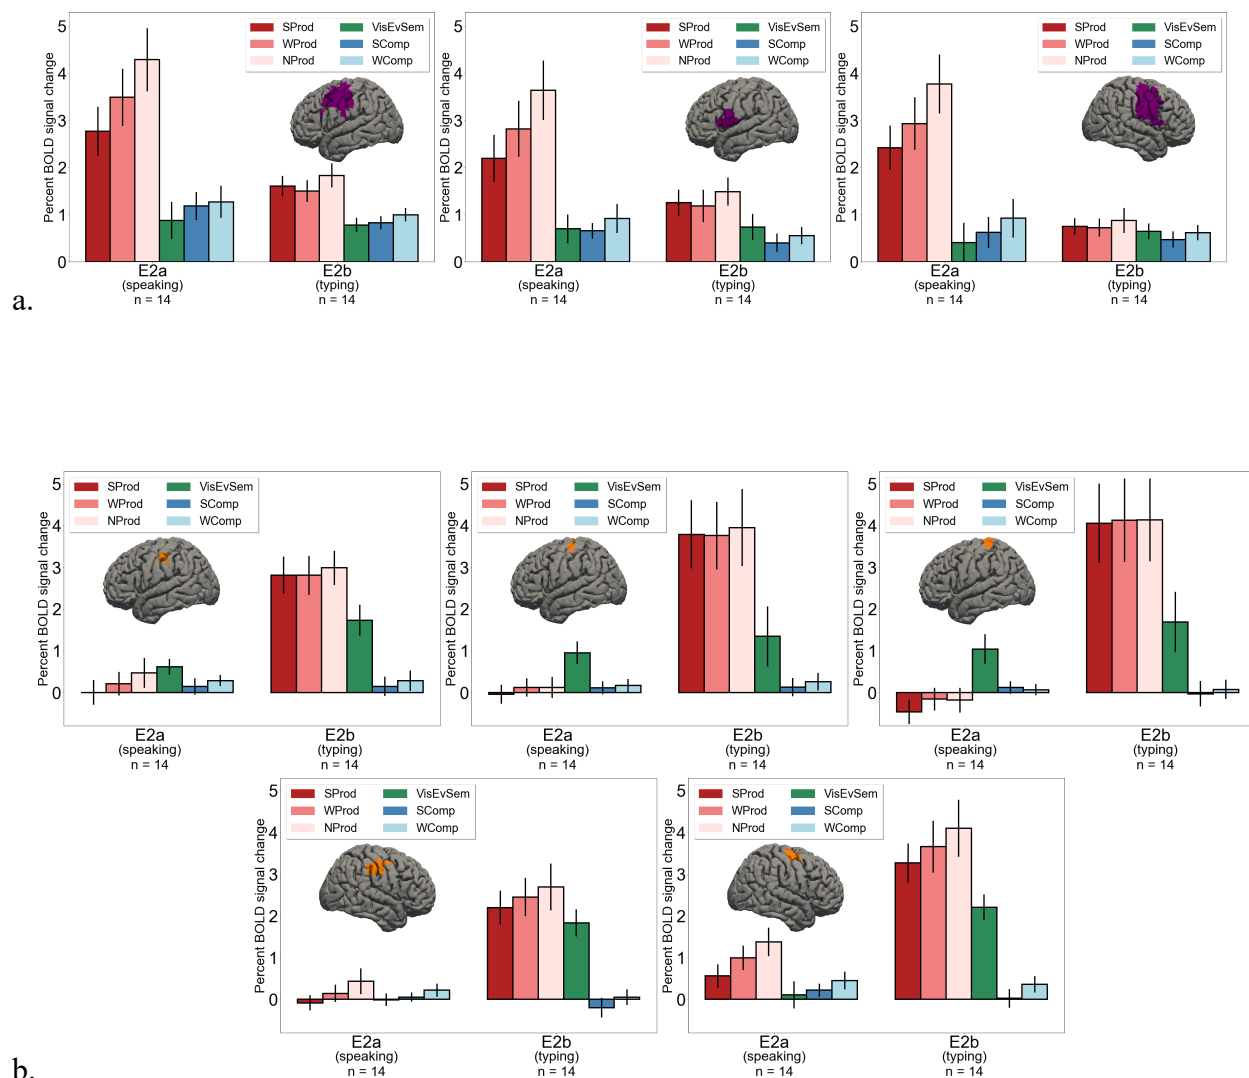 Percent BOLD signal change
5
4
3
2
1
0
SProd
WProd
NProd
VisEvSem
SComp
WComp
E2a
(speaking)
n = 14
E2b
(typing)
n = 14
Percent BOLD signal change
5
4
3
2
1
0
SProd
WProd
NProd
VisEvSem
SComp
WComp
E2a
(speaking)
n = 14
E2b
(typing)
n = 14
Percent BOLD signal change
5
4
3
2
1
0
SProd
WProd
NProd
VisEvSem
SComp
WComp
E2a
(speaking)
n = 14
E2b
(typing)
n = 14
a.
Percent BOLD signal change
5
4
3
2
1
0
SProd
WProd
NProd
VisEvSem
SComp
WComp
E2a
(speaking)
n = 14
E2b
(typing)
n = 14
Percent BOLD signal change
5
4
3
2
1
0
SProd
WProd
NProd
VisEvSem
SComp
WComp
E2a
(speaking)
n = 14
E2b
(typing)
n = 14
Percent BOLD signal change
5
4
3
2
1
0
SProd
WProd
NProd
VisEvSem
SComp
WComp
E2a
(speaking)
n = 14
E2b
(typing)
n = 14
Percent BOLD signal change
5
4
3
2
1
0
SProd
WProd
NProd
VisEvSem
SComp
WComp
E2a
(speaking)
n = 14
E2b
(typing)
n = 14
Percent BOLD signal change
5
4
3
2
1
0
SProd
WProd
NProd
VisEvSem
SComp
WComp
E2a
(speaking)
n = 14
E2b
(typing)
n = 14
b.